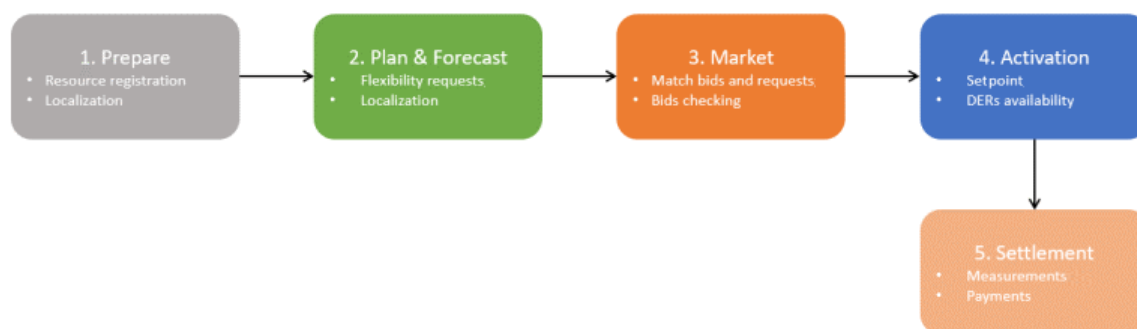 1. Prepare
• Resource registration
• Localization
2. Plan & Forecast
• Flexibility requests
• Localization
3. Market
• Match bids and requests
• Bids checking
4. Activation
• Setpoint
• DERs availability
5. Settlement
• Measurements
• Payments